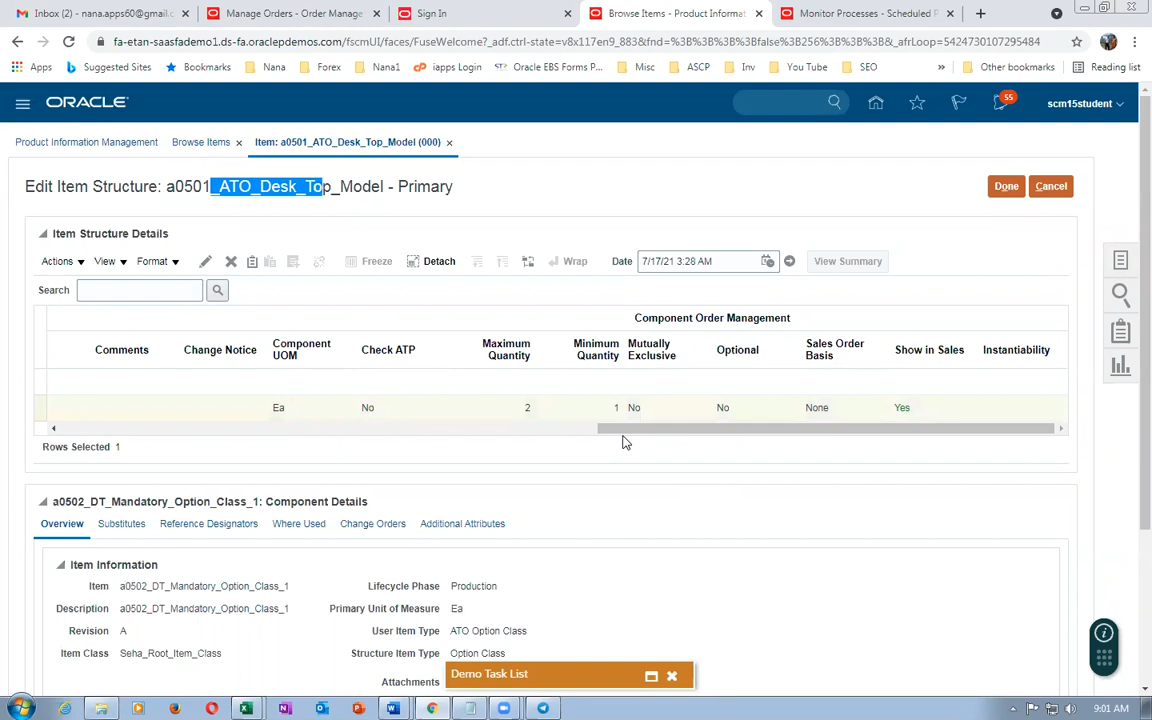 Inbox (2) - nana.apps60@gmail.c
Manage Orders - Order Manage
Sign In
Browse Items - Product Informat
Monitor Processes - Scheduled P
fa-etan-saasfademo1.ds-fa.oraclepdemos.com/fscmUI/faces/FuseWelcome?_adf.ctrl-state=v8x117en9_883&fnd=%3B%3B%3B%3Bfalse%3B256%3B%3B%3B&_afrLoop=5424730107295484
Apps
Suggested Sites
Bookmarks
Nana
Forex
Nana1
iapps Login
Oracle EBS Forms P...
Misc
ASCP
Inv
You Tube
SEO
»
Other bookmarks
Reading list
ORACLE
55
scm15student
Product Information Management
Browse Items
Item: a0501_ATO_Desk_Top_Model (000)
Edit Item Structure: a0501_ATO_Desk_Top_Model - Primary
Done
Cancel
Item Structure Details
Actions
View
Format
Freeze
Detach
Wrap
Date
7/17/21 3:28 AM
View Summary
Search
Component Order Management
Comments
Change Notice
Component UOM
Check ATP
Maximum Quantity
Minimum Quantity
Mutually Exclusive
Optional
Sales Order Basis
Show in Sales
Instantiability
Ea
No
2
1
No
No
None
Yes
Rows Selected 1
a0502_DT_Mandatory_Option_Class_1: Component Details
Overview
Substitutes
Reference Designators
Where Used
Change Orders
Additional Attributes
Item Information
Item a0502_DT_Mandatory_Option_Class_1
Lifecycle Phase Production
Description a0502_DT_Mandatory_Option_Class_1
Primary Unit of Measure Ea
Revision A
User Item Type ATO Option Class
Item Class Seha_Root_Item_Class
Structure Item Type Option Class
Attachments
Demo Task List
9:01 AM